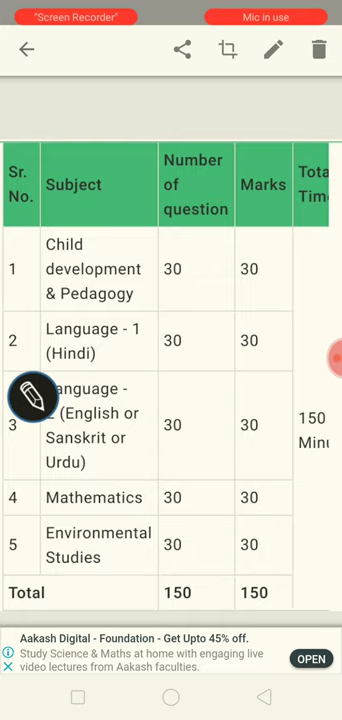 "Screen Recorder"
Mic in use
Sr. No. Subject Number of question Marks Tota Tim
1 Child development & Pedagogy 30 30
2 Language - 1 (Hindi) 30 30
3 anguage - (English or Sanskrit or Urdu) 30 30 150 Minu
4 Mathematics 30 30
5 Environmental Studies 30 30
Total 150 150
Aakash Digital - Foundation - Get Upto 45% off.
Study Science & Maths at home with engaging live
video lectures from Aakash faculties.
OPEN